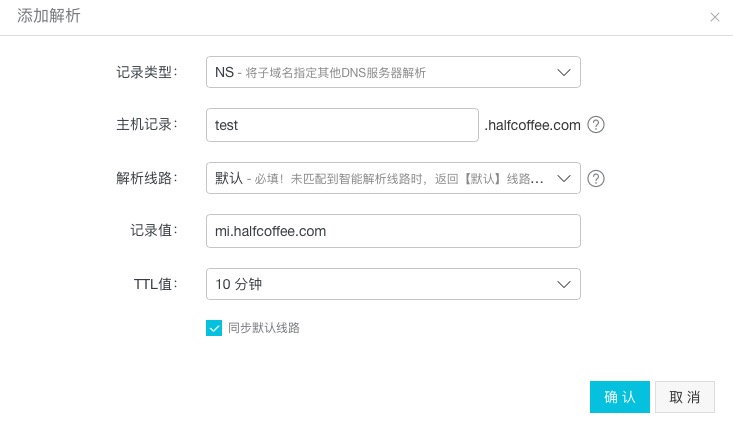 添加解析
记录类型： NS - 将子域名指定其他DNS服务器解析
主机记录： test .halfcoffee.com ?
解析线路： 默认 - 必填！未匹配到智能解析线路时，返回【默认】线路... ?
记录值： mi.halfcoffee.com
TTL值： 10 分钟
同步默认线路
确 认 取 消